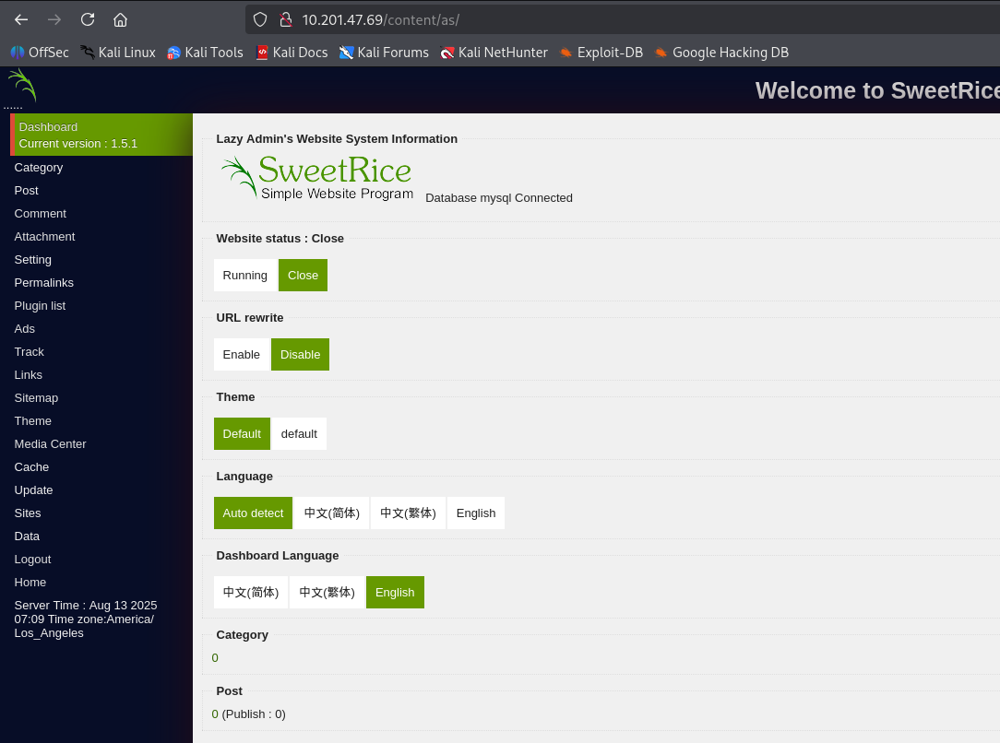 10.201.47.69/content/as/
OffSec Kali Linux Kali Tools Kali Docs Kali Forums Kali NetHunter Exploit-DB Google Hacking DB
......
Welcome to SweetRice
Dashboard
Current version : 1.5.1
Category
Post
Comment
Attachment
Setting
Permalinks
Plugin list
Ads
Track
Links
Sitemap
Theme
Media Center
Cache
Update
Sites
Data
Logout
Home
Server Time : Aug 13 2025
07:09 Time zone:America/
Los_Angeles
Lazy Admin's Website System Information
SweetRice
Simple Website Program
Database mysql Connected
Website status : Close
Running Close
URL rewrite
Enable Disable
Theme
Default default
Language
Auto detect 中文(简体) 中文(繁体) English
Dashboard Language
中文(简体) 中文(繁体) English
Category
0
Post
0 (Publish : 0)